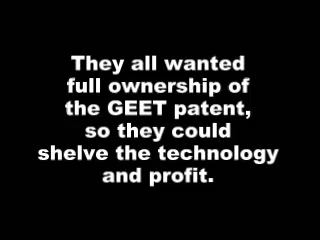 They all wanted
full ownership of
the GEET patent,
so they could
shelve the technology
and profit.